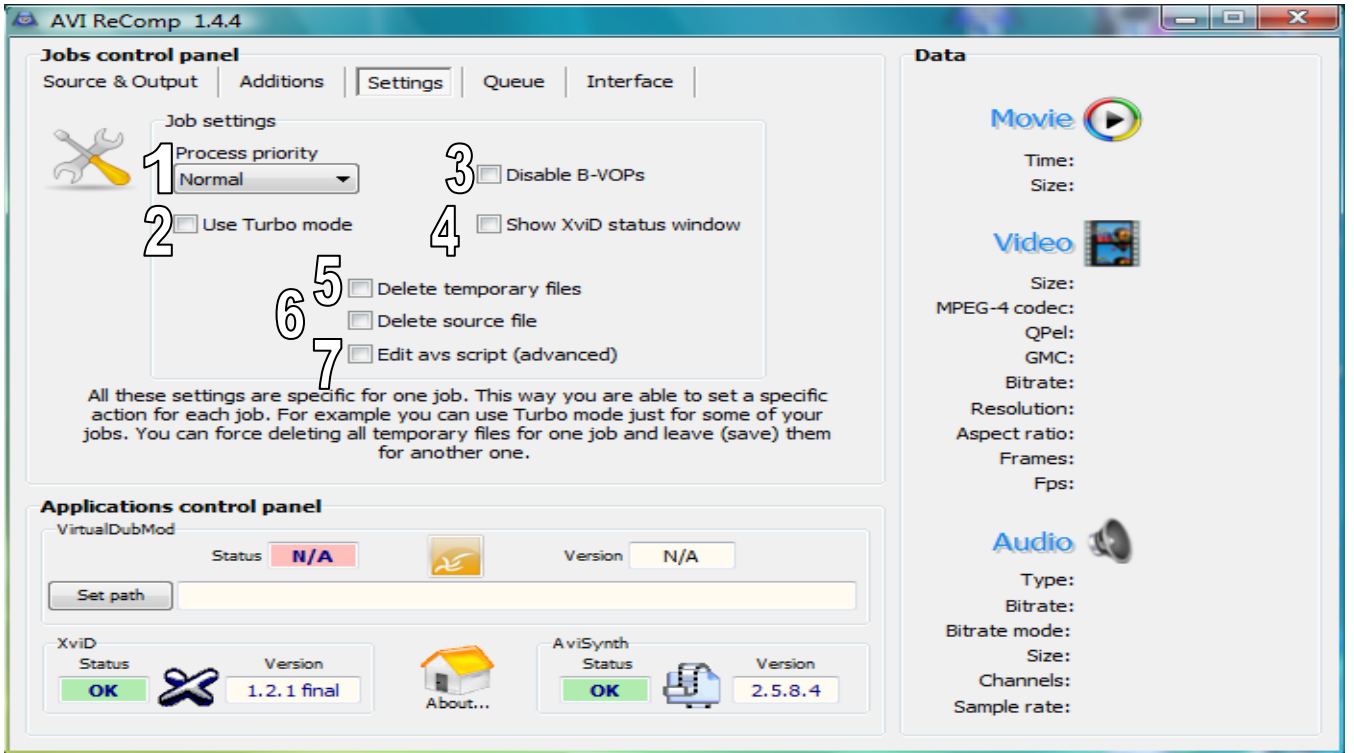 AVI ReComp 1.4.4
Jobs control panel
Source & Output
Additions
Settings
Queue
Interface
Job settings
1
Process priority
Normal
2
Use Turbo mode
3
Disable B-VOPs
4
Show XviD status window
5
Delete temporary files
6
Delete source file
7
Edit avs script (advanced)
All these settings are specific for one job. This way you are able to set a specific
action for each job. For example you can use Turbo mode just for some of your
jobs. You can force deleting all temporary files for one job and leave (save) them
for another one.
Applications control panel
VirtualDubMod
Status N/A
Version N/A
Set path
XviD
Status
OK
Version
1.2.1 final
About...
AviSynth
Status
OK
Version
2.5.8.4
Data
Movie
Time:
Size:
Video
Size:
MPEG-4 codec:
QPel:
GMC:
Bitrate:
Resolution:
Aspect ratio:
Frames:
Fps:
Audio
Type:
Bitrate:
Bitrate mode:
Size:
Channels:
Sample rate: